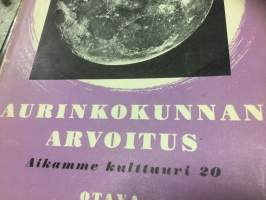 AURINKOKUNNAN
ARVOITUS
Aikamme kulttuuri 20
OTAVA